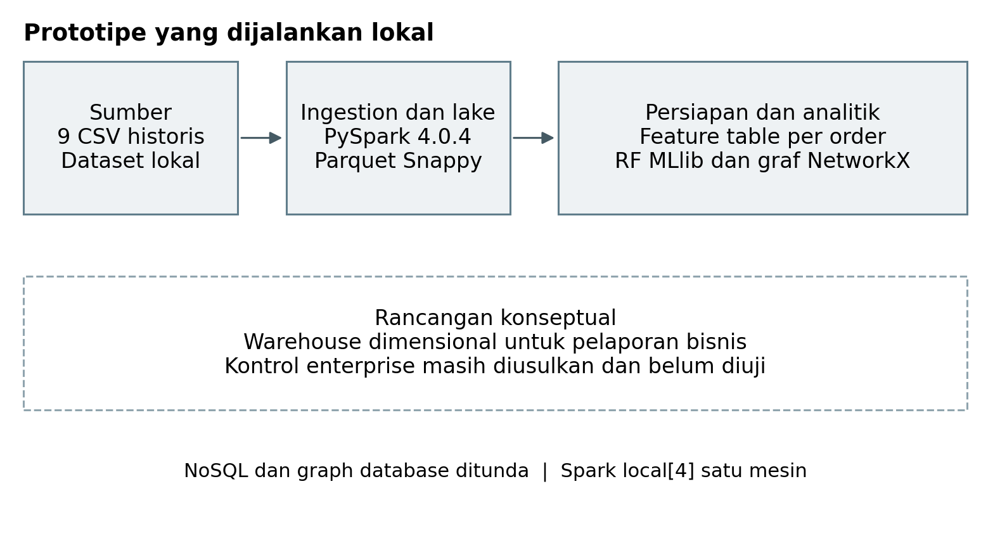 Prototipe yang dijalankan lokal
Sumber
9 CSV historis
Dataset lokal
Ingestion dan lake
PySpark 4.0.4
Parquet Snappy
Persiapan dan analitik
Feature table per order
RF MLlib dan graf NetworkX
Rancangan konseptual
Warehouse dimensional untuk pelaporan bisnis
Kontrol enterprise masih diusulkan dan belum diuji
NoSQL dan graph database ditunda | Spark local[4] satu mesin